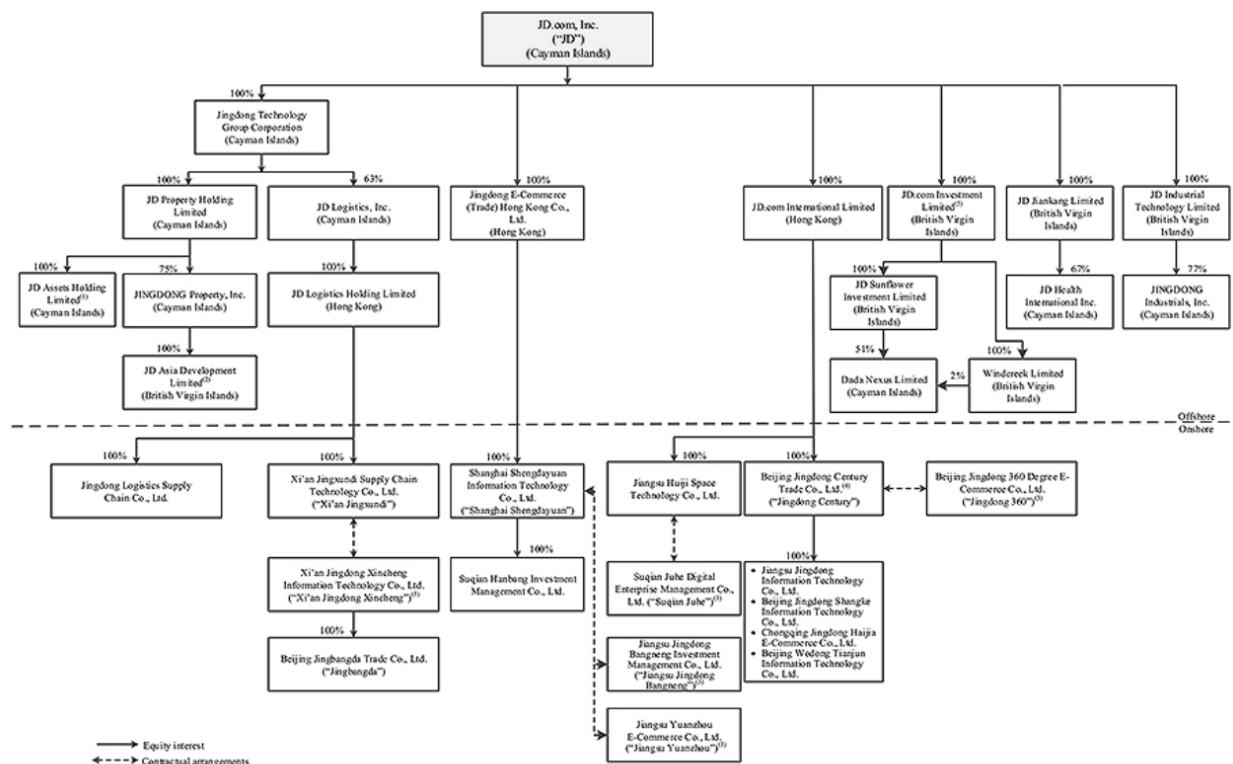 JD.com, Inc.
("JD")
(Cayman Islands)
100%
Jingdong Technology
Group Corporation
(Cayman Islands)
100%
JD Property Holding
Limited
(Cayman Islands)
63%
JD Logistics, Inc.
(Cayman Islands)
100%
Jingdong E-Commerce
(Trade) Hong Kong Co.,
Ltd.
(Hong Kong)
100%
JD.com International Limited
(Hong Kong)
100%
JD.com Investment
Limited(5)
(British Virgin
Islands)
100%
JD Jiankang Limited
(British Virgin
Islands)
100%
JD Industrial
Technology Limited
(British Virgin
Islands)
100%
JD Assets Holding
Limited(1)
(Cayman Islands)
75%
JINGDONG Property, Inc.
(Cayman Islands)
100%
JD Logistics Holding Limited
(Hong Kong)
100%
JD Sunflower
Investment Limited
(British Virgin
Islands)
67%
JD Health
International Inc.
(Cayman Islands)
77%
JINGDONG
Industrials, Inc.
(Cayman Islands)
100%
JD Asia Development
Limited(2)
(British Virgin Islands)
51%
Dada Nexus Limited
(Cayman Islands)
2%
100%
Windcreek Limited
(British Virgin
Islands)
Offshore
Onshore
100%
Jingdong Logistics Supply
Chain Co., Ltd.
100%
Xi'an Jingxundi Supply Chain
Technology Co., Ltd.
("Xi'an Jingxundi")
100%
Shanghai Shengdayuan
Information Technology
Co., Ltd.
("Shanghai Shengdayuan")
100%
Jiangsu Huiji Space
Technology Co., Ltd.
100%
Beijing Jingdong Century
Trade Co., Ltd.(4)
("Jingdong Century")
Beijing Jingdong 360 Degree E-
Commerce Co., Ltd.
("Jingdong 360")(3)
Xi'an Jingdong Xincheng
Information Technology Co., Ltd.
("Xi'an Jingdong Xincheng")(3)
100%
Suqian Hanbang Investment
Management Co., Ltd.
Suqian Juhe Digital
Enterprise Management Co.,
Ltd. ("Suqian Juhe")(3)
100%
• Jiangsu Jingdong
Information Technology
Co., Ltd.
• Beijing Jingdong Shangke
Information Technology
Co., Ltd.
• Chongqing Jingdong Haijia
E-Commerce Co., Ltd.
• Beijing Wodong Tianjun
Information Technology
Co., Ltd.
100%
Beijing Jingbangda Trade Co., Ltd.
("Jingbangda")
Jiangsu Jingdong
Bangneng Investment
Management Co., Ltd.
("Jiangsu Jingdong
Bangneng")(3)
Jiangsu Yuanzhou
E-Commerce Co., Ltd.
("Jiangsu Yuanzhou")(3)
Equity interest
Contractual arrangements